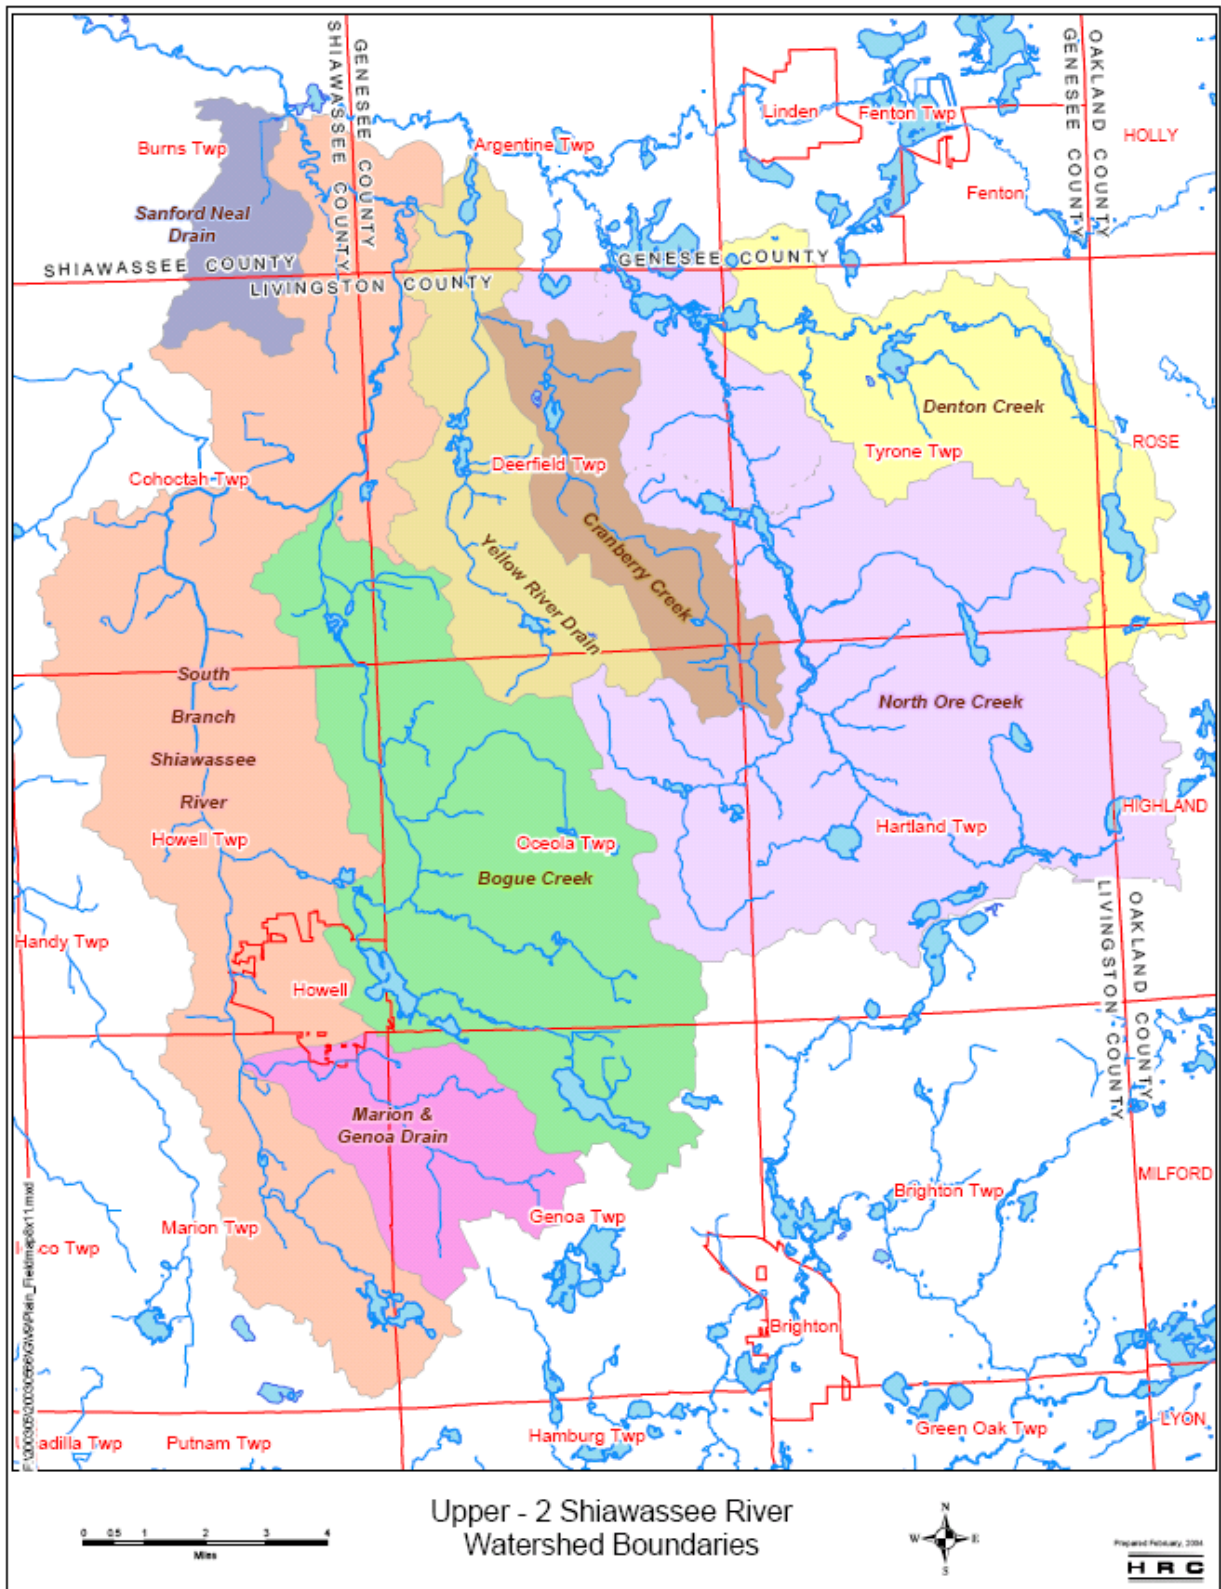 SHIAWASSEE COUNTY
GENESEE COUNTY
GENESEE COUNTY
OAKLAND COUNTY
Linden
Fenton Twp
HOLLY
Burns Twp
Argentine Twp
Fenton
Sanford Neal
Drain
SHIAWASSEE COUNTY
GENESEE COUNTY
LIVINGSTON COUNTY
Denton Creek
ROSE
Tyrone Twp
Deerfield Twp
Cohoctah Twp
Cranberry Creek
Yellow River Drain
South
Branch
Shiawassee
River
North Ore Creek
HIGHLAND
Hartland Twp
Howell Twp
Oceola Twp
Bogue Creek
LIVINGSTON COUNTY
OAKLAND COUNTY
Handy Twp
Howell
Marion &
Genoa Drain
MILFORD
Brighton Twp
Genoa Twp
Marion Twp
co Twp
Brighton
LYON
Green Oak Twp
Hamburg Twp
adilla Twp
Putnam Twp
Upper - 2 Shiawassee River
Watershed Boundaries
0 0.5 1 2 3 4
Miles
N
W E
S
Prepared February, 2004
HRC